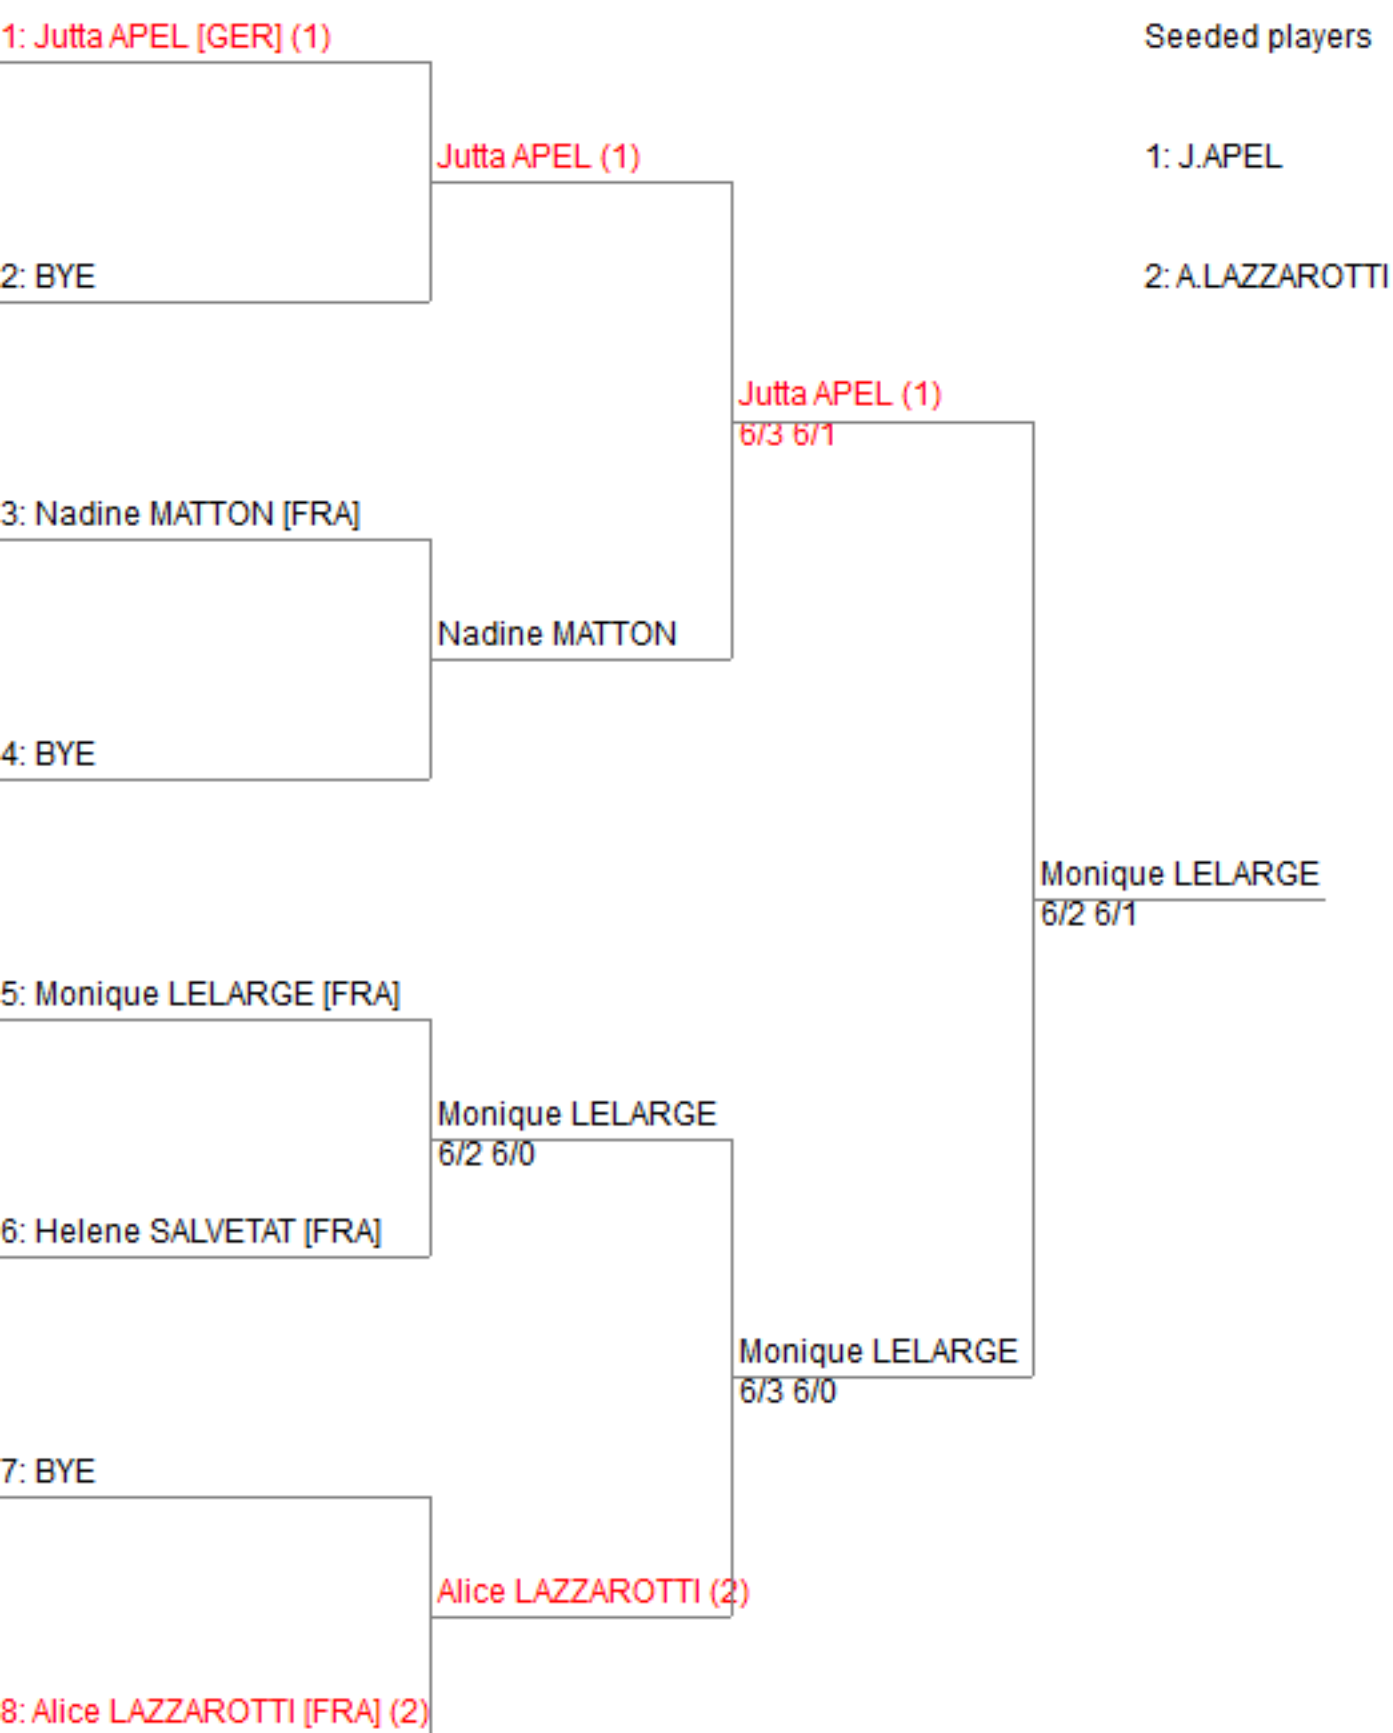 1: Jutta APEL [GER] (1)
Seeded players
Jutta APEL (1)
1: J.APEL
2: BYE
2: A.LAZZAROTTI
Jutta APEL (1)
6/3 6/1
3: Nadine MATTON [FRA]
Nadine MATTON
4: BYE
Monique LELARGE
6/2 6/1
5: Monique LELARGE [FRA]
Monique LELARGE
6/2 6/0
6: Helene SALVETAT [FRA]
Monique LELARGE
6/3 6/0
7: BYE
Alice LAZZAROTTI (2)
8: Alice LAZZAROTTI [FRA] (2)